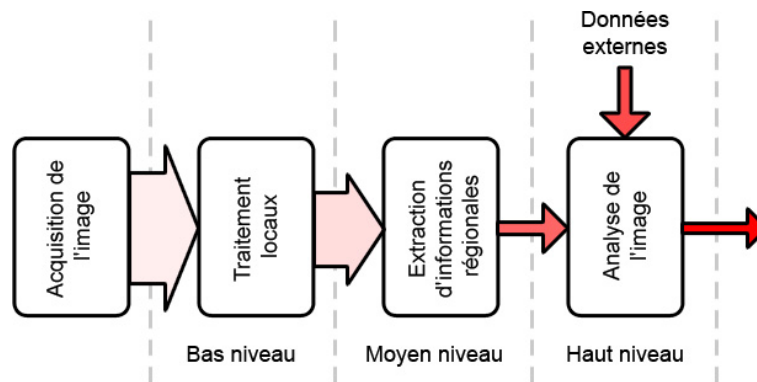 Données
externes
Acquisition de
l'image
Traitement
locaux
Extraction
d'informations
régionales
Analyse de
l'image
Bas niveau
Moyen niveau
Haut niveau